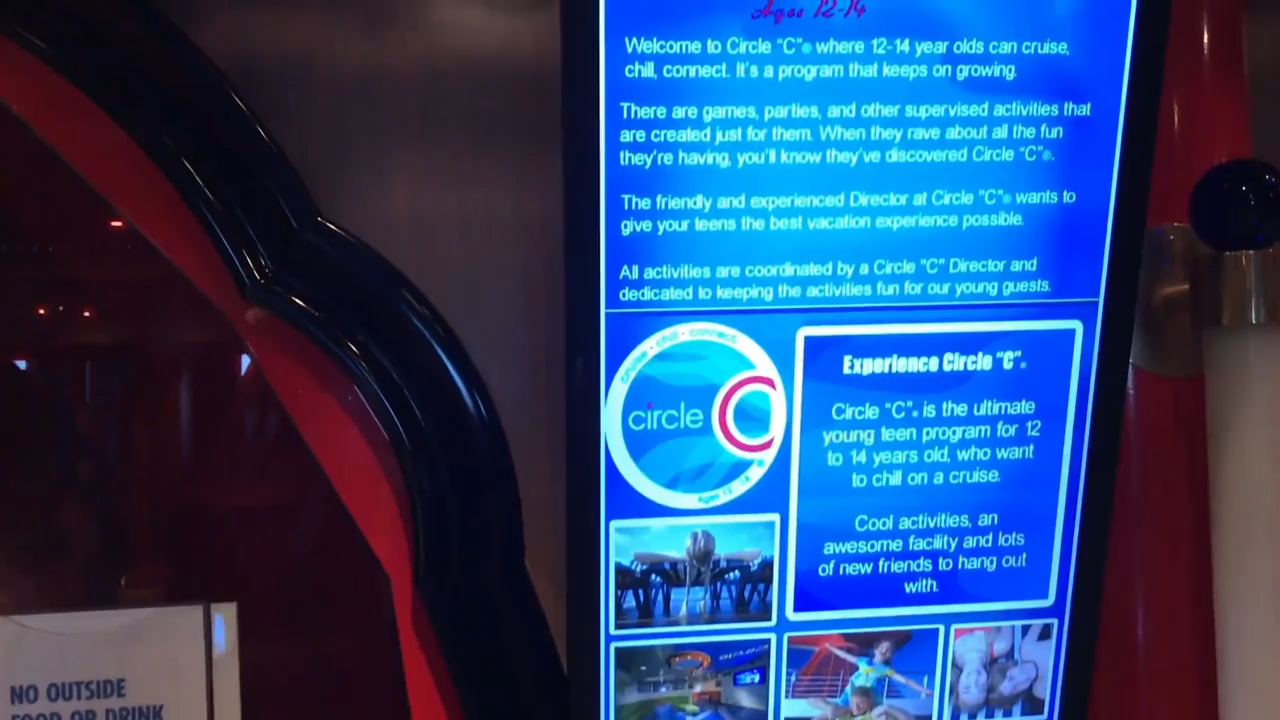 Ages 12-14
Welcome to Circle "C"® where 12-14 year olds can cruise,
chill, connect. It's a program that keeps on growing.
There are games, parties, and other supervised activities that
are created just for them. When they rave about all the fun
they're having, you'll know they've discovered Circle "C"®.
The friendly and experienced Director at Circle "C"® wants to
give your teens the best vacation experience possible.
All activities are coordinated by a Circle "C" Director and
dedicated to keeping the activities fun for our young guests.
cruise · chill · connect
circle C
Ages 12 - 14
Experience Circle "C"®
Circle "C"® is the ultimate
young teen program for 12
to 14 years old, who want
to chill on a cruise.
Cool activities, an
awesome facility and lots
of new friends to hang out
with.
NO OUTSIDE
FOOD OR DRINK